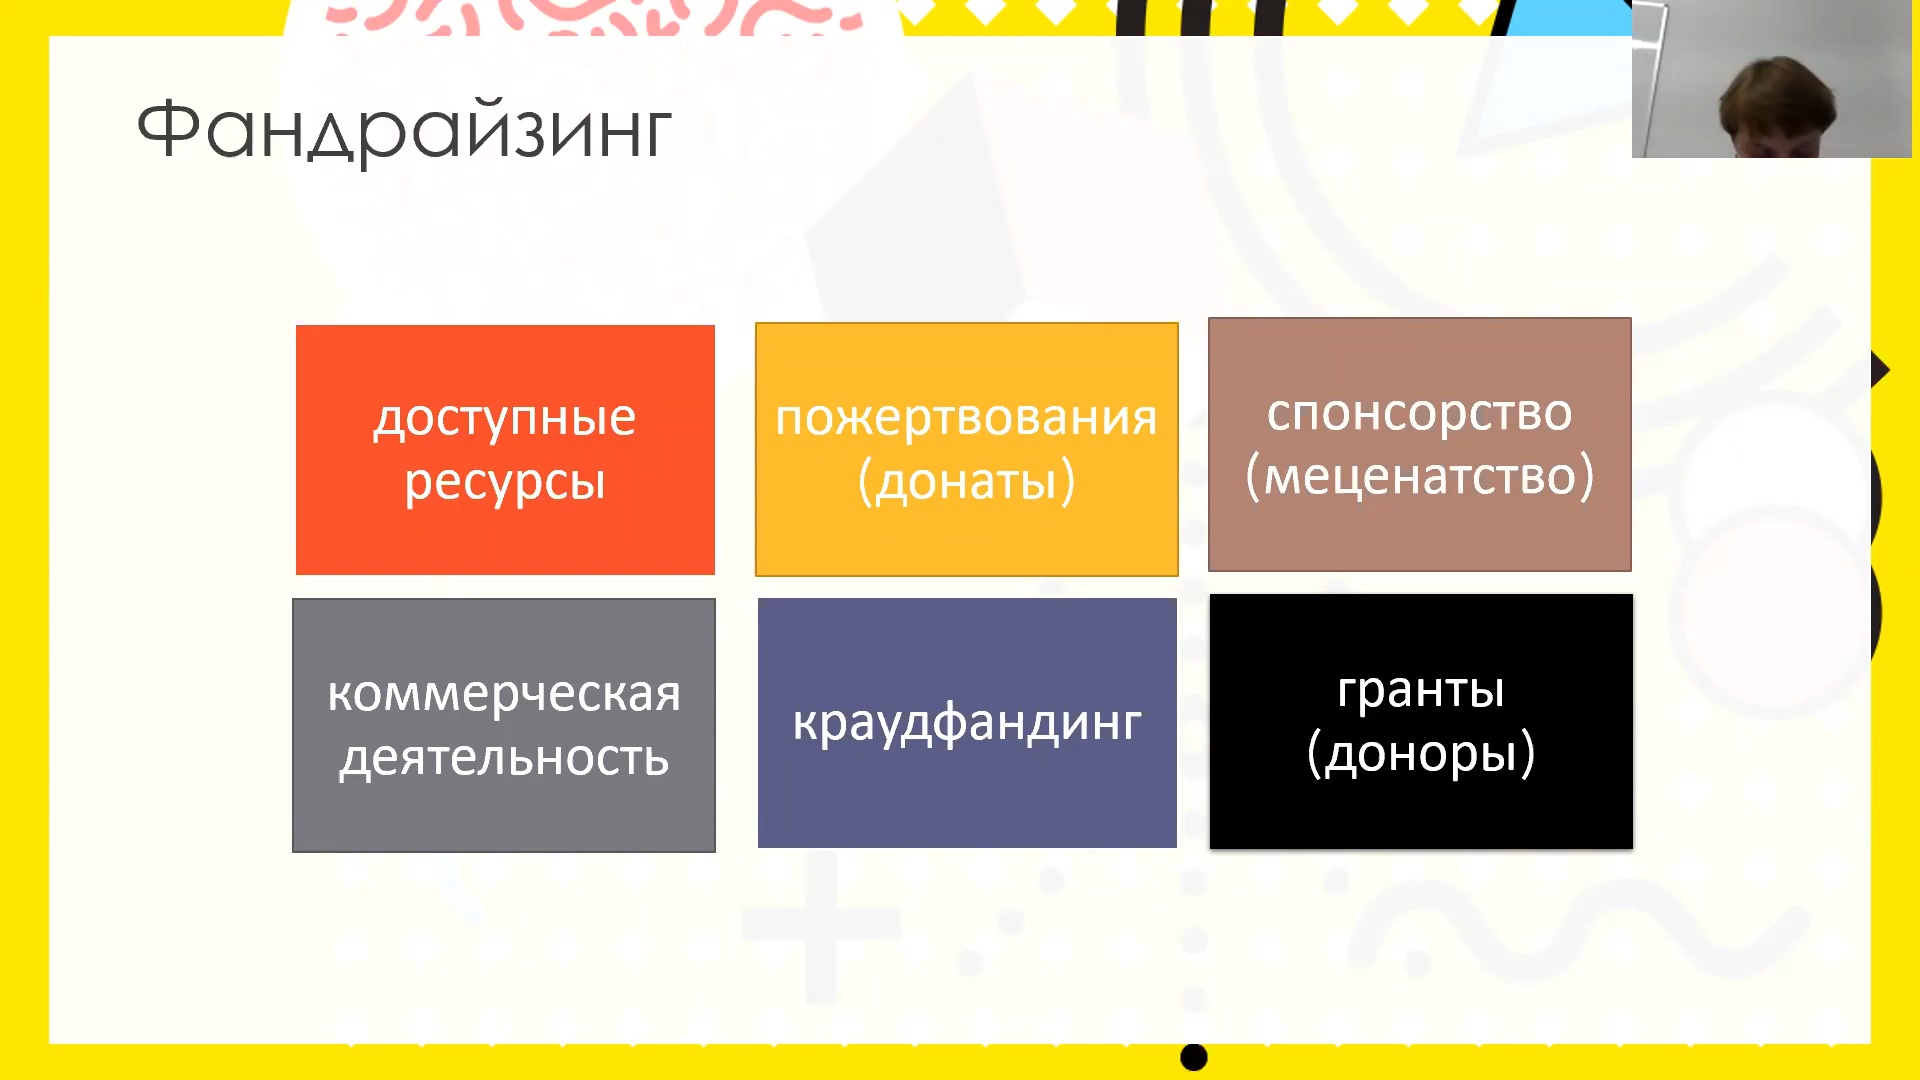 Фандрайзинг
доступные
ресурсы
пожертвования
(донаты)
спонсорство
(меценатство)
коммерческая
деятельность
краудфандинг
гранты
(доноры)